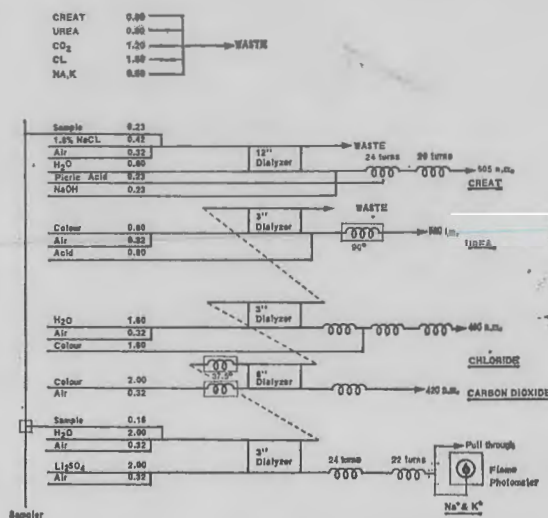 CREAT 0.80
UREA 0.80
CO₂ 1.20
CL 1.60
NA,K
WASTE
Sample 0.23
1.8% NaCL 0.42
Air 0.32
H₂O 0.80
Picric Acid 0.23
NaOH 0.23
12" Dialyzer
WASTE
24 turns
505 n.m.
CREAT
Colour 0.80
Air 0.32
Acid 0.80
3" Dialyzer
WASTE
90°
UREA
H₂O 1.60
Air 0.32
Colour 1.60
3" Dialyzer
480 n.m.
CHLORIDE
Colour 2.00
Air 0.32
37.5°
Dialyzer
420 n.m.
CARBON DIOXIDE
Sample 0.16
H₂O 2.00
Air 0.32
Li₂SO₄ 2.00
Air 0.32
3" Dialyzer
24 turns
22 turns
Pull through
Flame Photometer
Na⁺ & K⁺
Sampler